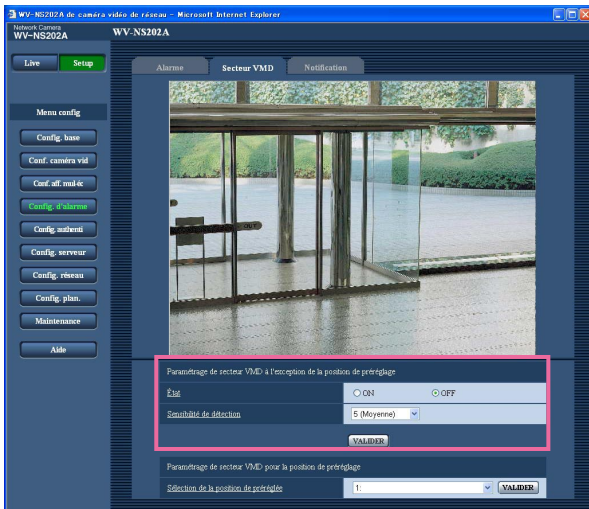 WV-NS202A de caméra vidéo de réseau - Microsoft Internet Explorer
Network Camera
WV-NS202A
WV-NS202A
Live
Setup
Alarme
Secteur VMD
Notification
Menu config
Config. base
Conf. caméra vid
Conf. aff. mul-éc
Config. d'alarme
Config. authenti
Config. serveur
Config. réseau
Config. plan.
Maintenance
Aide
OUT
Paramétrage de secteur VMD à l'exception de la position de préréglage
État
ON
OFF
Sensibilité de détection
5 (Moyenne)
VALIDER
Paramétrage de secteur VMD pour la position de préréglage
Sélection de la position de préréglée
1:
VALIDER